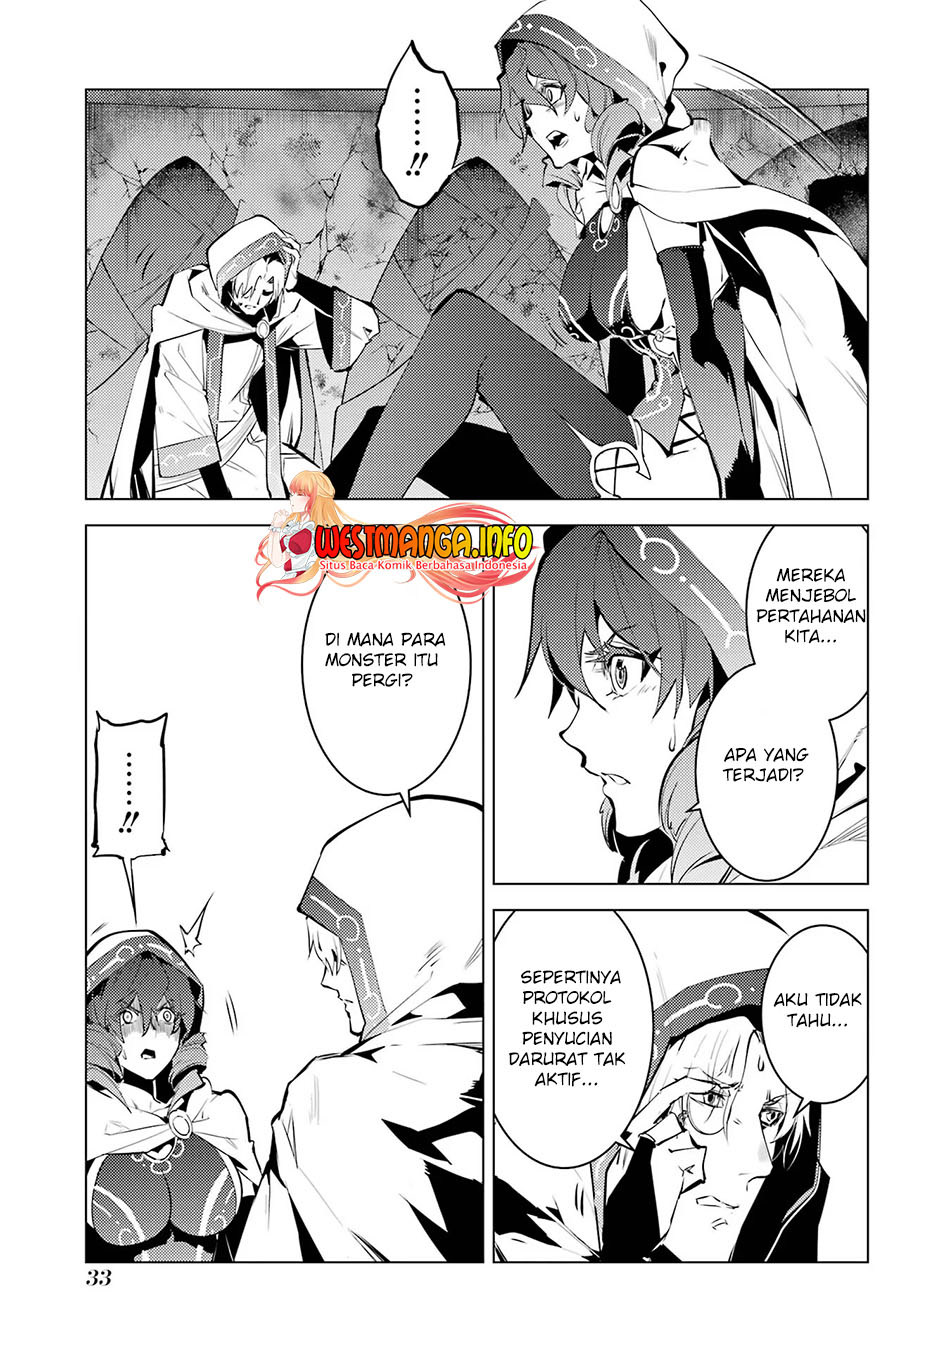 ......!!
MEREKA
MENJEBOL
PERTAHANAN
KITA...
APA YANG
TERJADI?
AKU TIDAK
TAHU...
SEPERTINYA
PROTOKOL
KHUSUS
PENYUCIAN
DARURAT TAK
AKTIF...
WESTMANGA.INFO
Situs Baca Komik Berbahasa Indonesia
DI MANA PARA
MONSTER ITU
PERGI?
......!!
33